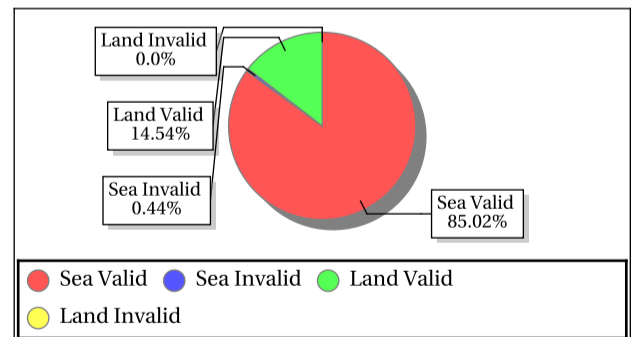 Land Invalid
0.0%
Land Valid
14.54%
Sea Invalid
0.44%
Sea Valid
85.02%
Sea Valid Sea Invalid Land Valid
Land Invalid